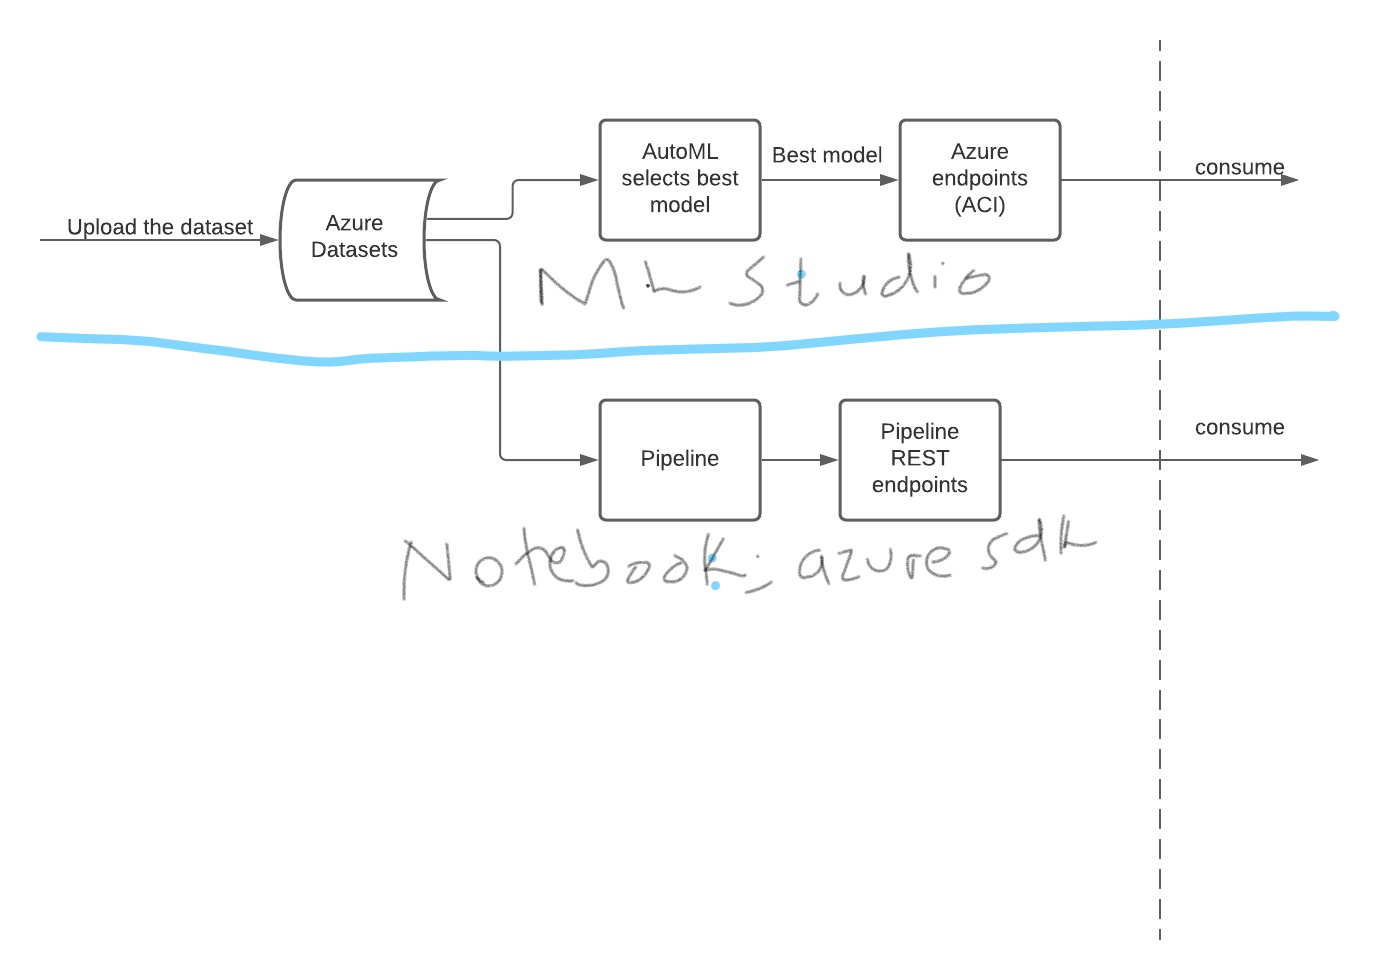 AutoML
selects best
model
Best model
Azure
endpoints
(ACI)
consume
Upload the dataset
Azure
Datasets
ML Studio
Pipeline
Pipeline
REST
endpoints
consume
Notebook; azure sdk